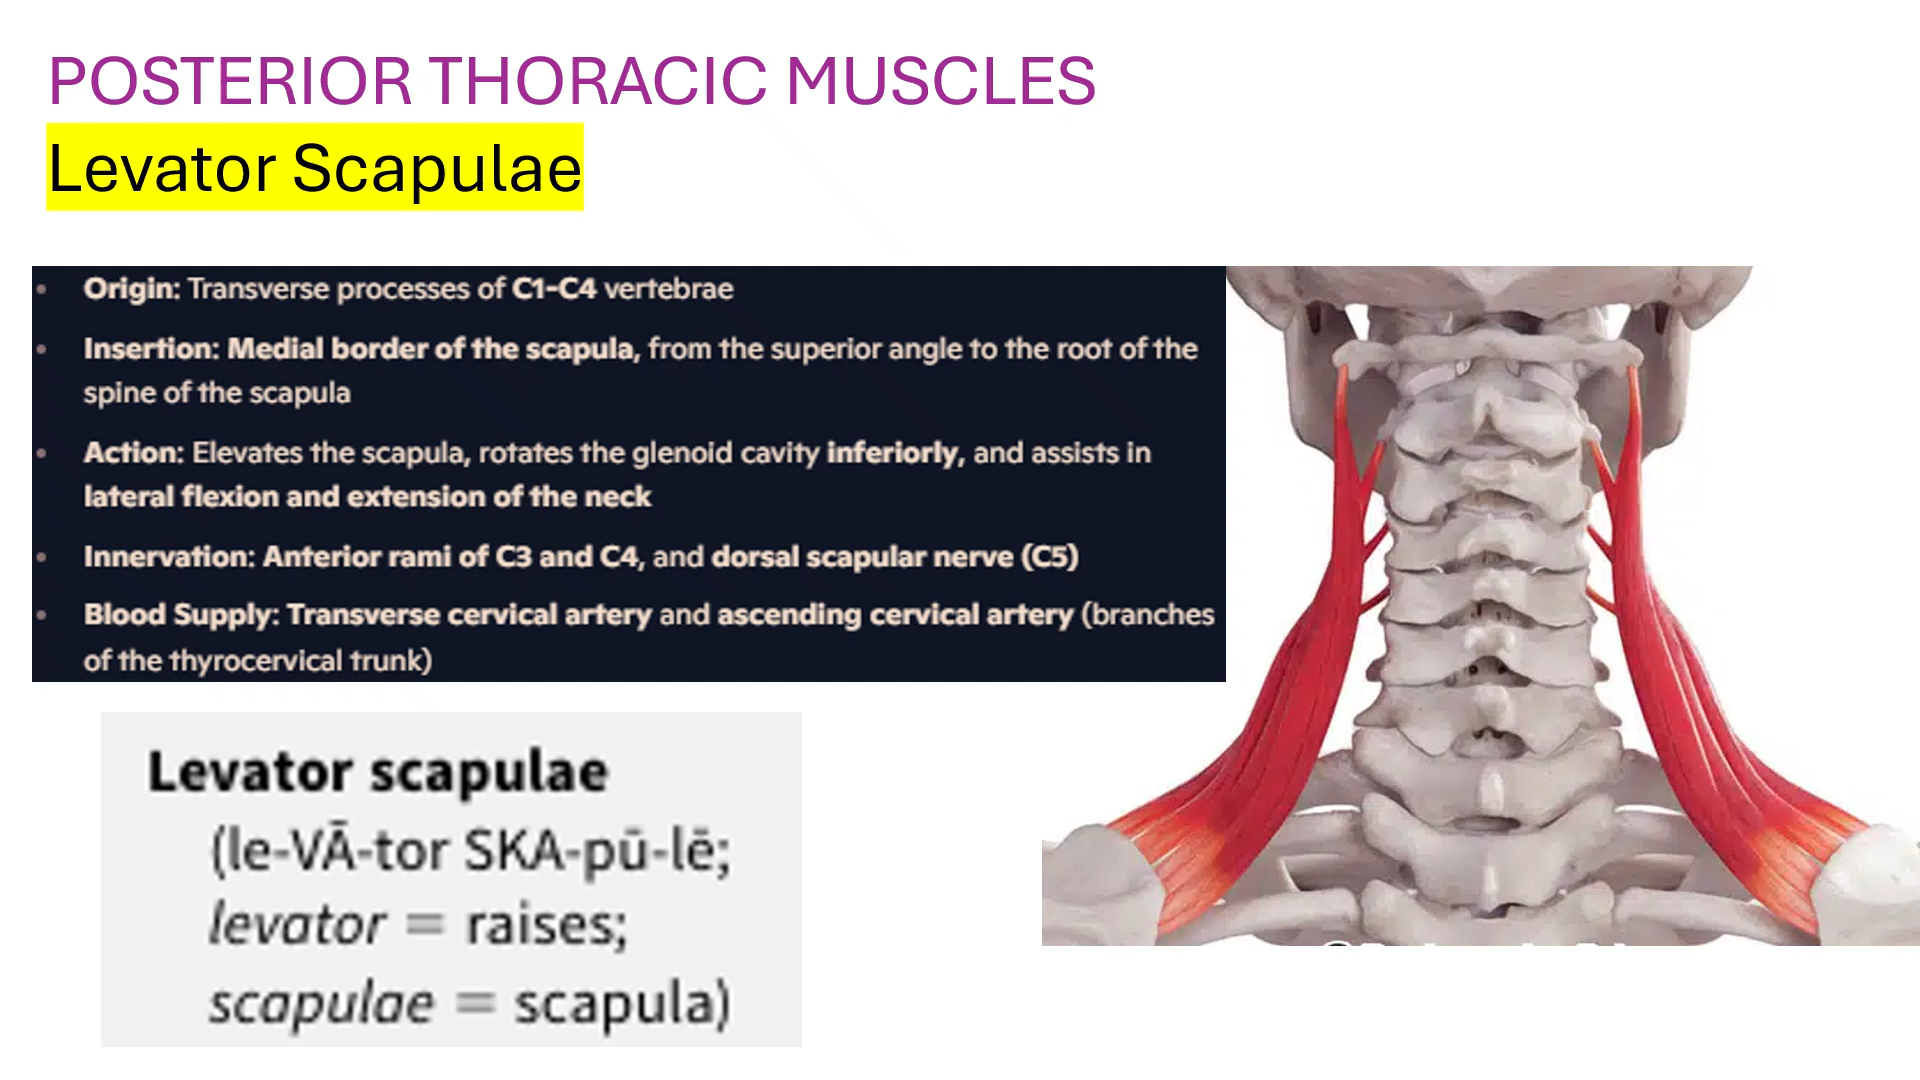 POSTERIOR THORACIC MUSCLES
Levator Scapulae
• Origin: Transverse processes of C1–C4 vertebrae
• Insertion: Medial border of the scapula, from the superior angle to the root of the
spine of the scapula
• Action: Elevates the scapula, rotates the glenoid cavity inferiorly, and assists in
lateral flexion and extension of the neck
• Innervation: Anterior rami of C3 and C4, and dorsal scapular nerve (C5)
• Blood Supply: Transverse cervical artery and ascending cervical artery (branches
of the thyrocervical trunk)
Levator scapulae
(le-VĀ-tor SKA-pū-lē;
levator = raises;
scapulae = scapula)